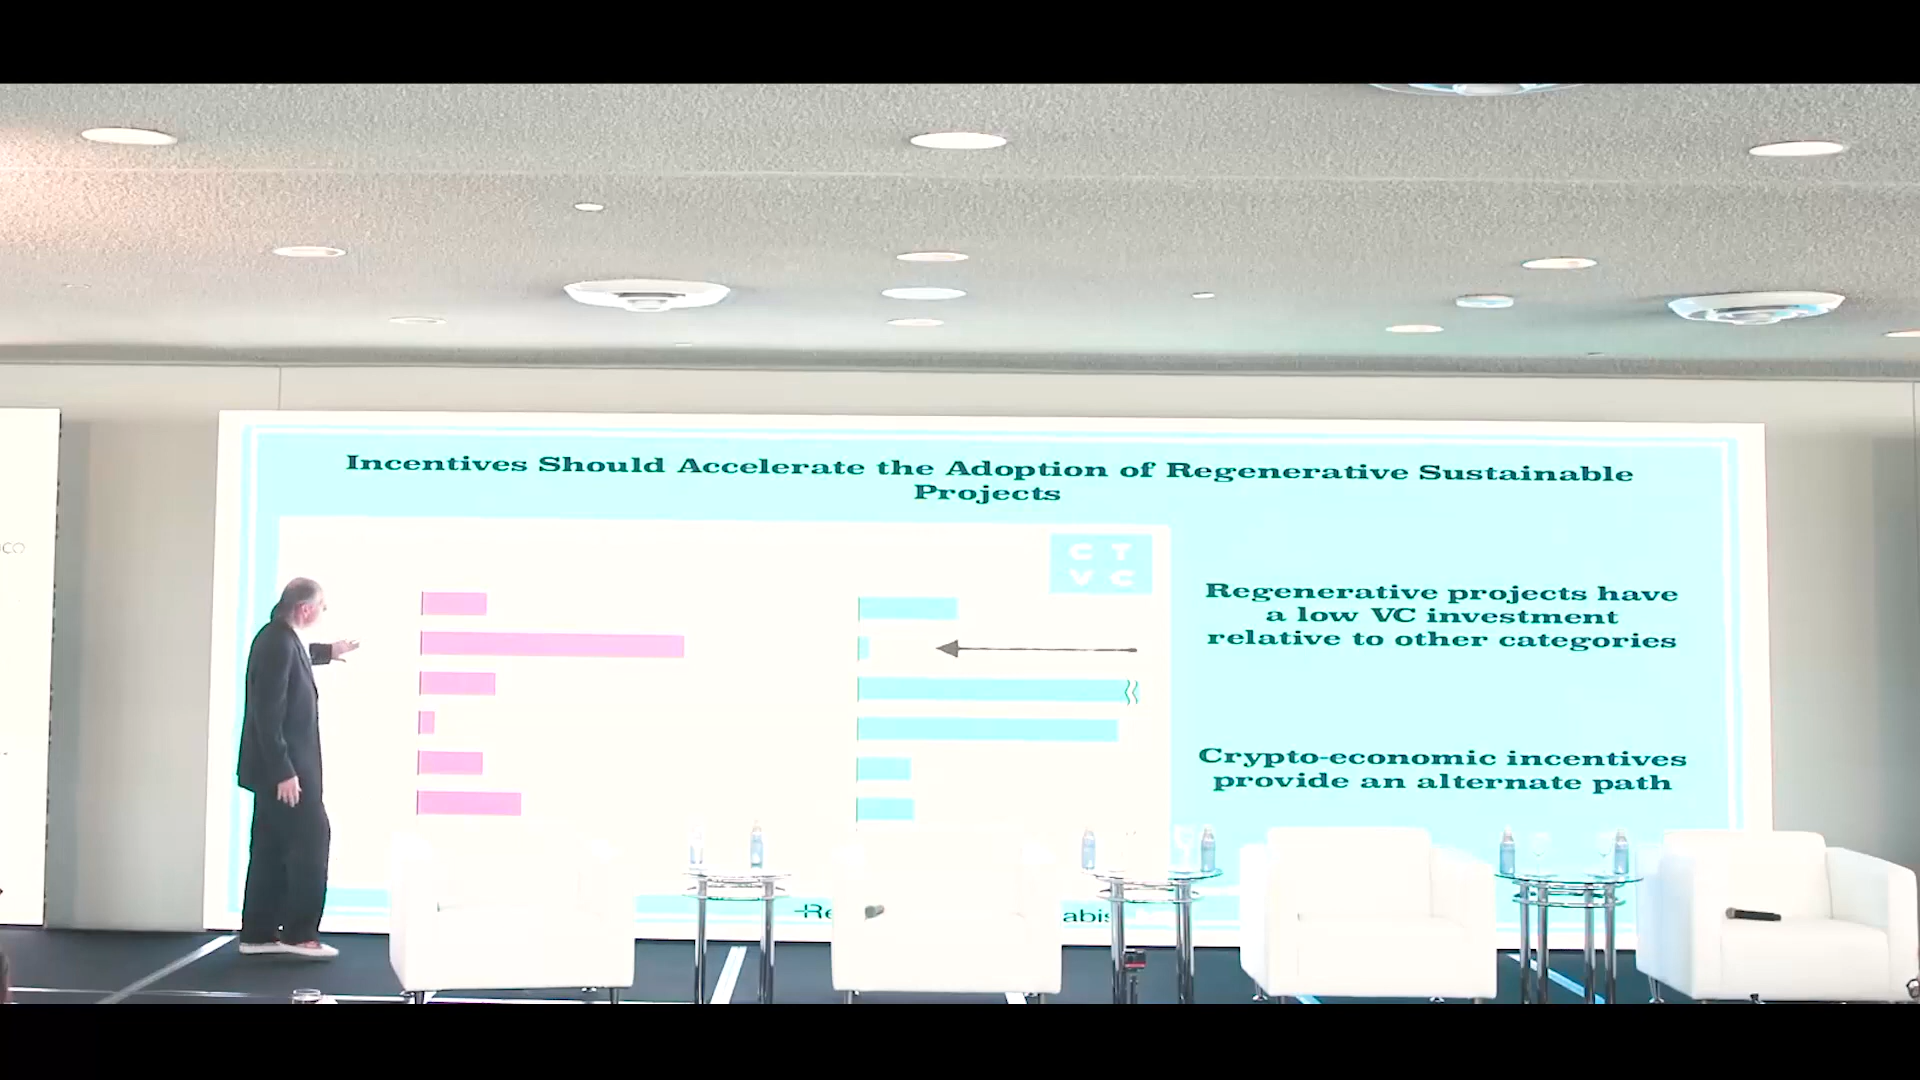 Incentives Should Accelerate the Adoption of Regenerative Sustainable
Projects
C T
V C
Regenerative projects have
a low VC investment
relative to other categories
Crypto-economic incentives
provide an alternate path